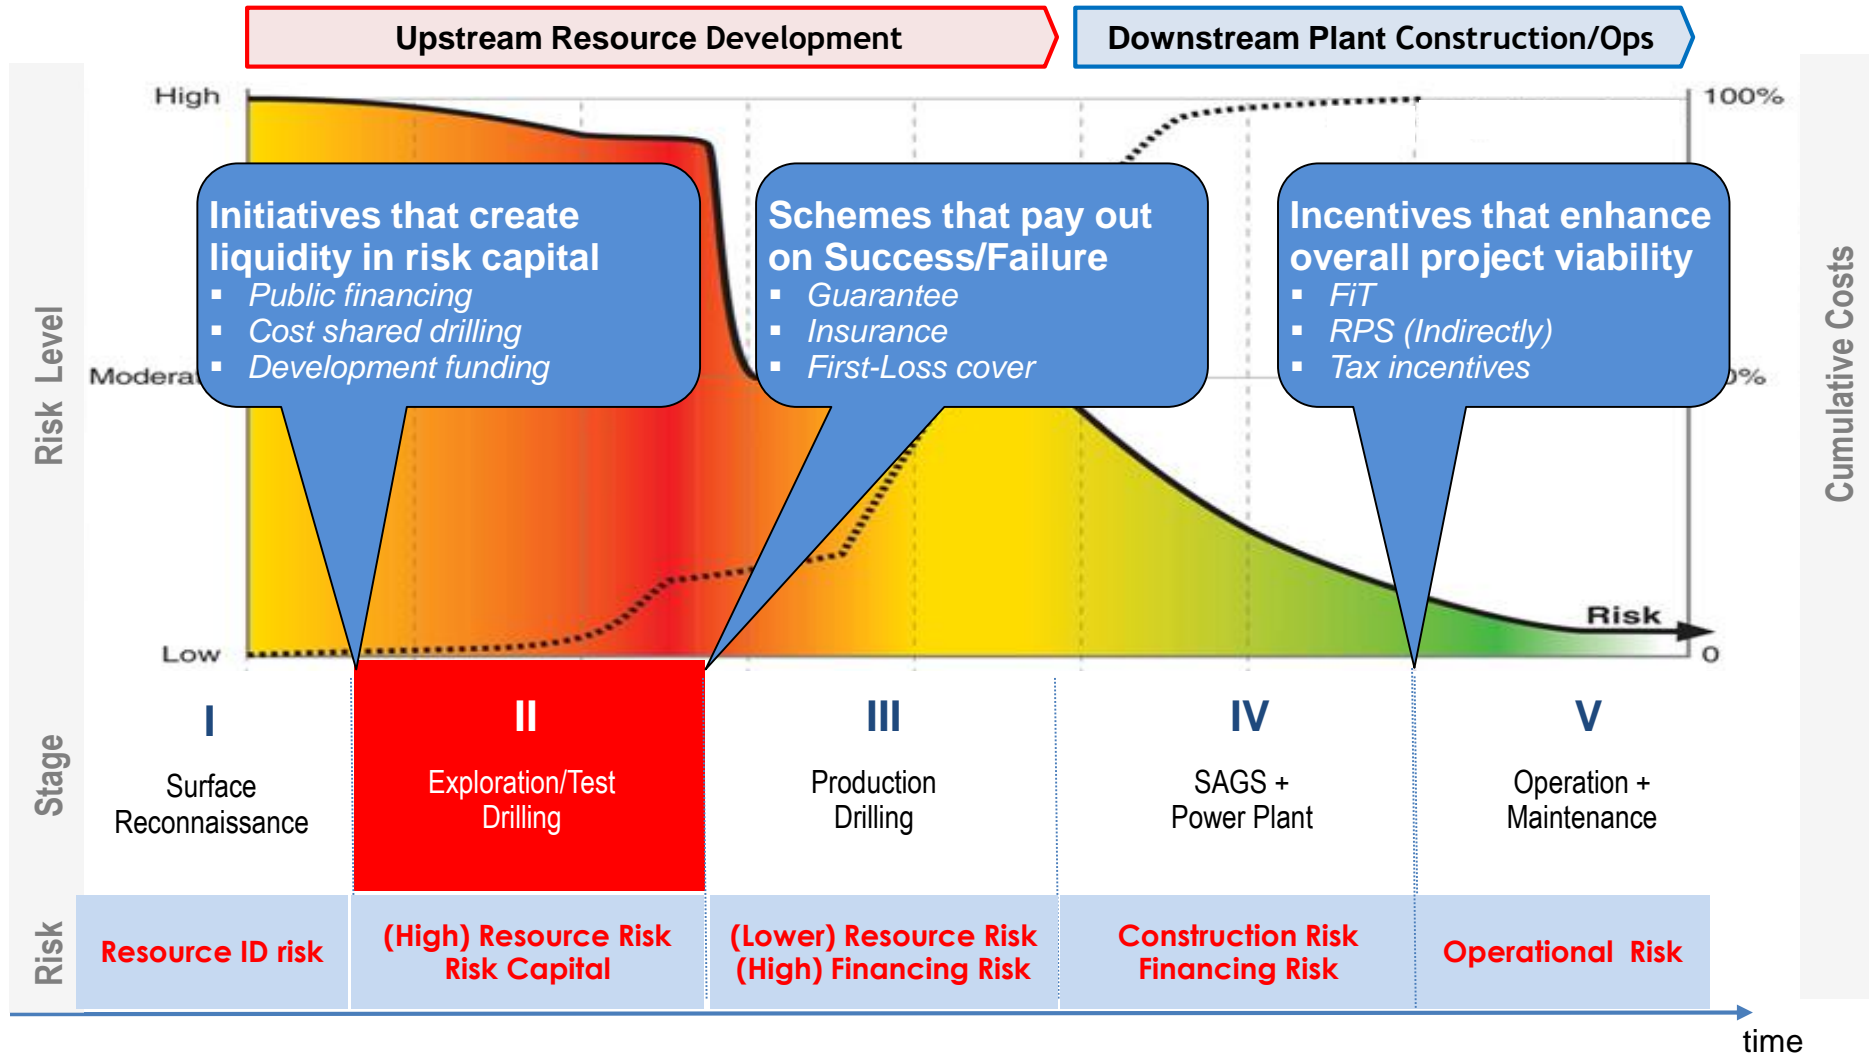 Upstream Resource Development
Downstream Plant Construction/Ops
High
100%
Initiatives that create
liquidity in risk capital
▪ Public financing
▪ Cost shared drilling
▪ Development funding
Schemes that pay out
on Success/Failure
▪ Guarantee
▪ Insurance
▪ First-Loss cover
Incentives that enhance
overall project viability
▪ FiT
▪ RPS (Indirectly)
▪ Tax incentives
Risk Level
Cumulative Costs
Risk
Low
0
Stage
I
Surface
Reconnaissance
II
Exploration/Test
Drilling
III
Production
Drilling
IV
SAGS +
Power Plant
V
Operation +
Maintenance
Risk
Resource ID risk
(High) Resource Risk
Risk Capital
(Lower) Resource Risk
(High) Financing Risk
Construction Risk
Financing Risk
Operational Risk
time